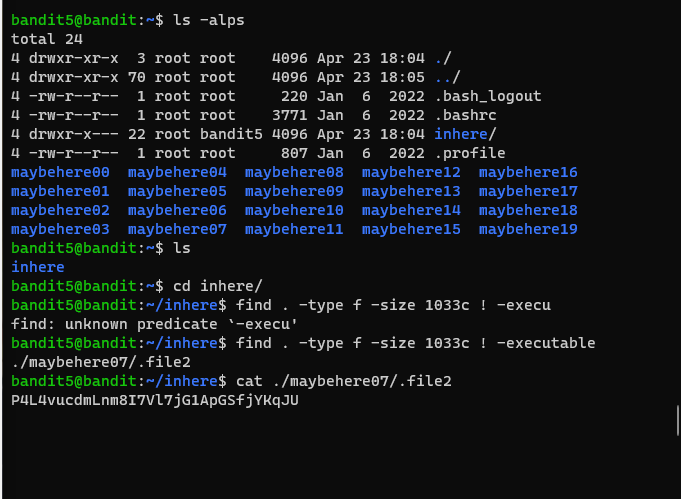 bandit5@bandit:~$ ls -alps
total 24
4 drwxr-xr-x  3 root root    4096 Apr 23 18:04 ./
4 drwxr-xr-x 70 root root    4096 Apr 23 18:05 ../
4 -rw-r--r--  1 root root     220 Jan  6  2022 .bash_logout
4 -rw-r--r--  1 root root    3771 Jan  6  2022 .bashrc
4 drwxr-x--- 22 root bandit5 4096 Apr 23 18:04 inhere/
4 -rw-r--r--  1 root root     807 Jan  6  2022 .profile
maybehere00  maybehere04  maybehere08  maybehere12  maybehere16
maybehere01  maybehere05  maybehere09  maybehere13  maybehere17
maybehere02  maybehere06  maybehere10  maybehere14  maybehere18
maybehere03  maybehere07  maybehere11  maybehere15  maybehere19
bandit5@bandit:~$ ls
inhere
bandit5@bandit:~$ cd inhere/
bandit5@bandit:~/inhere$ find . -type f -size 1033c ! -execu
find: unknown predicate `-execu'
bandit5@bandit:~/inhere$ find . -type f -size 1033c ! -executable
./maybehere07/.file2
bandit5@bandit:~/inhere$ cat ./maybehere07/.file2
P4L4vucdmLnm8I7Vl7jG1ApGSfjYKqJU